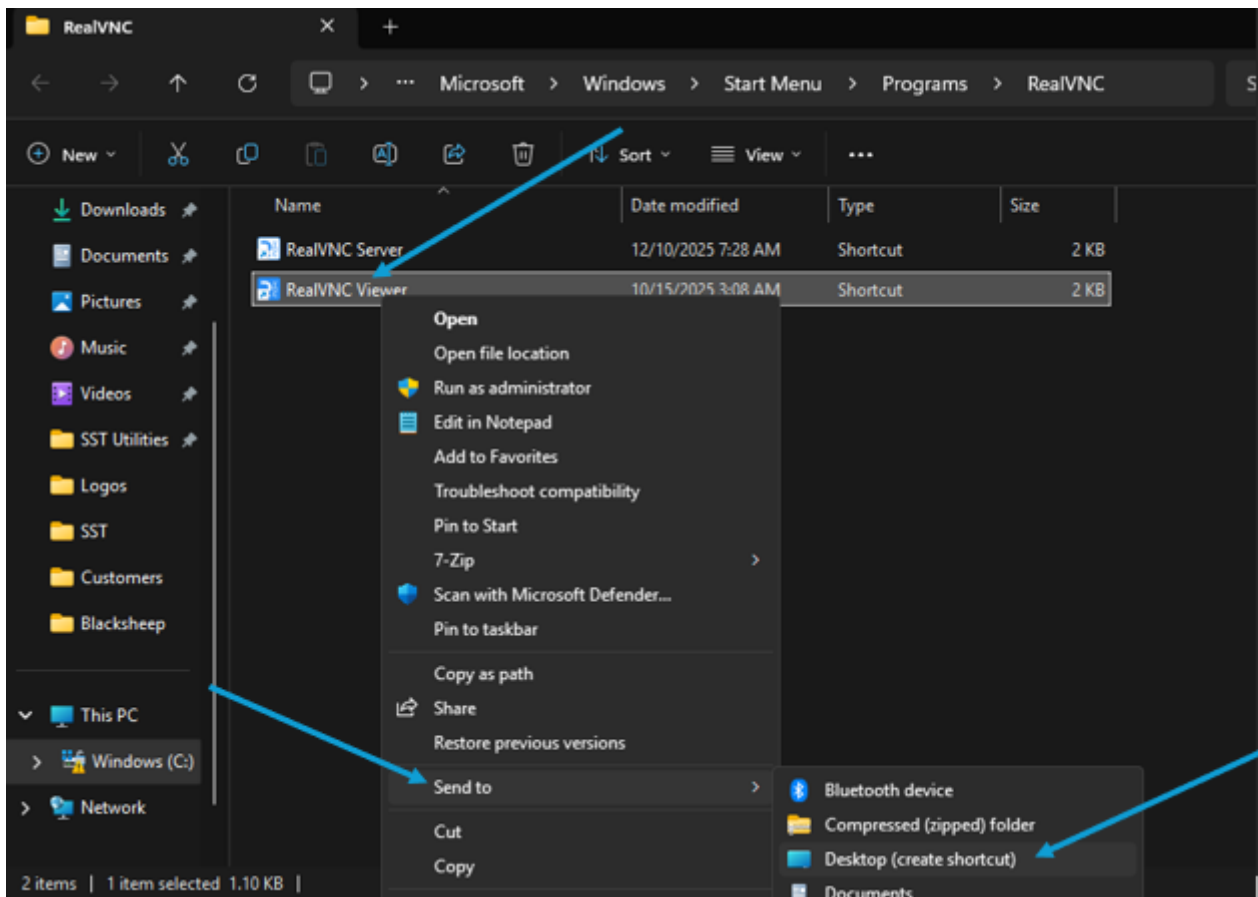 RealVNC
Microsoft > Windows > Start Menu > Programs > RealVNC S
New Sort View ...
Name Date modified Type Size
Downloads
Documents
Pictures
Music
Videos
SST Utilities
Logos
SST
Customers
Blacksheep
This PC
Windows (C:)
Network
RealVNC Server 12/10/2025 7:28 AM Shortcut 2 KB
RealVNC Viewer 10/15/2025 3:08 AM Shortcut 2 KB
Open
Open file location
Run as administrator
Edit in Notepad
Add to Favorites
Troubleshoot compatibility
Pin to Start
7-Zip
Scan with Microsoft Defender...
Pin to taskbar
Copy as path
Share
Restore previous versions
Send to
Cut
Copy
Bluetooth device
Compressed (zipped) folder
Desktop (create shortcut)
Documents
2 items | 1 item selected 1.10 KB |